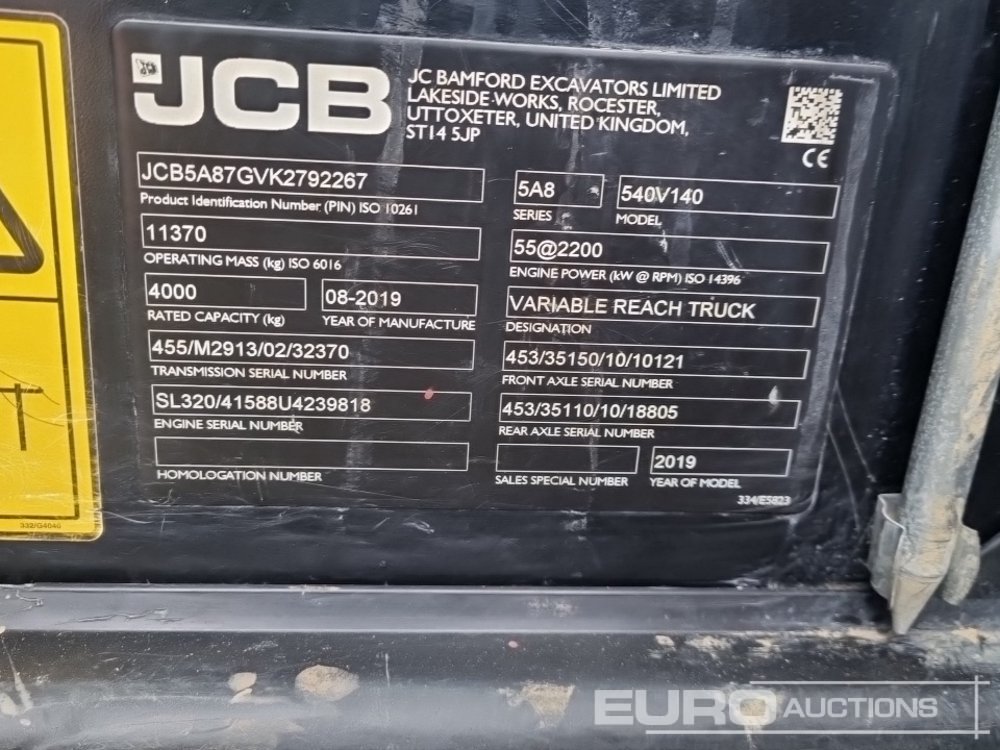 JCB
JC BAMFORD EXCAVATORS LIMITED
LAKESIDE WORKS, ROCESTER,
UTTOXETER, UNITED KINGDOM,
ST14 5JP
CE
JCB5A87GVK2792267
Product Identification Number (PIN) ISO 10261
5A8
SERIES
540V140
MODEL
11370
OPERATING MASS (kg) ISO 6016
55@2200
ENGINE POWER (kW @ RPM) ISO 14396
4000
RATED CAPACITY (kg)
08-2019
YEAR OF MANUFACTURE
VARIABLE REACH TRUCK
DESIGNATION
455/M2913/02/32370
TRANSMISSION SERIAL NUMBER
453/35150/10/10121
FRONT AXLE SERIAL NUMBER
SL320/41588U4239818
ENGINE SERIAL NUMBER
453/35110/10/18805
REAR AXLE SERIAL NUMBER
HOMOLOGATION NUMBER
SALES SPECIAL NUMBER
2019
YEAR OF MODEL
334/E5823
332/G4046
EURO AUCTIONS